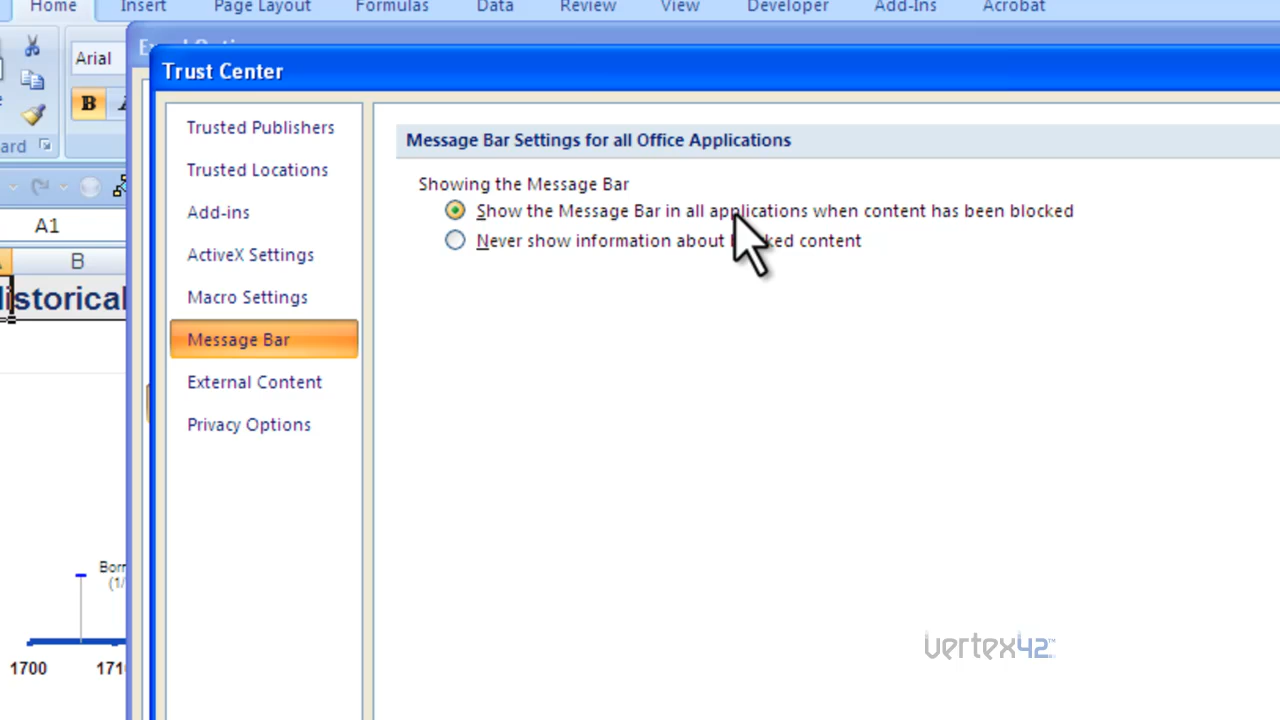 Home Insert Page Layout Formulas Data Review View Developer Add-Ins Acrobat
Arial
B
Trust Center
Trusted Publishers
Trusted Locations
Add-ins
ActiveX Settings
Macro Settings
Message Bar
External Content
Privacy Options
Message Bar Settings for all Office Applications
Showing the Message Bar
Show the Message Bar in all applications when content has been blocked
Never show information about content
A1
B
1700
vertex42™